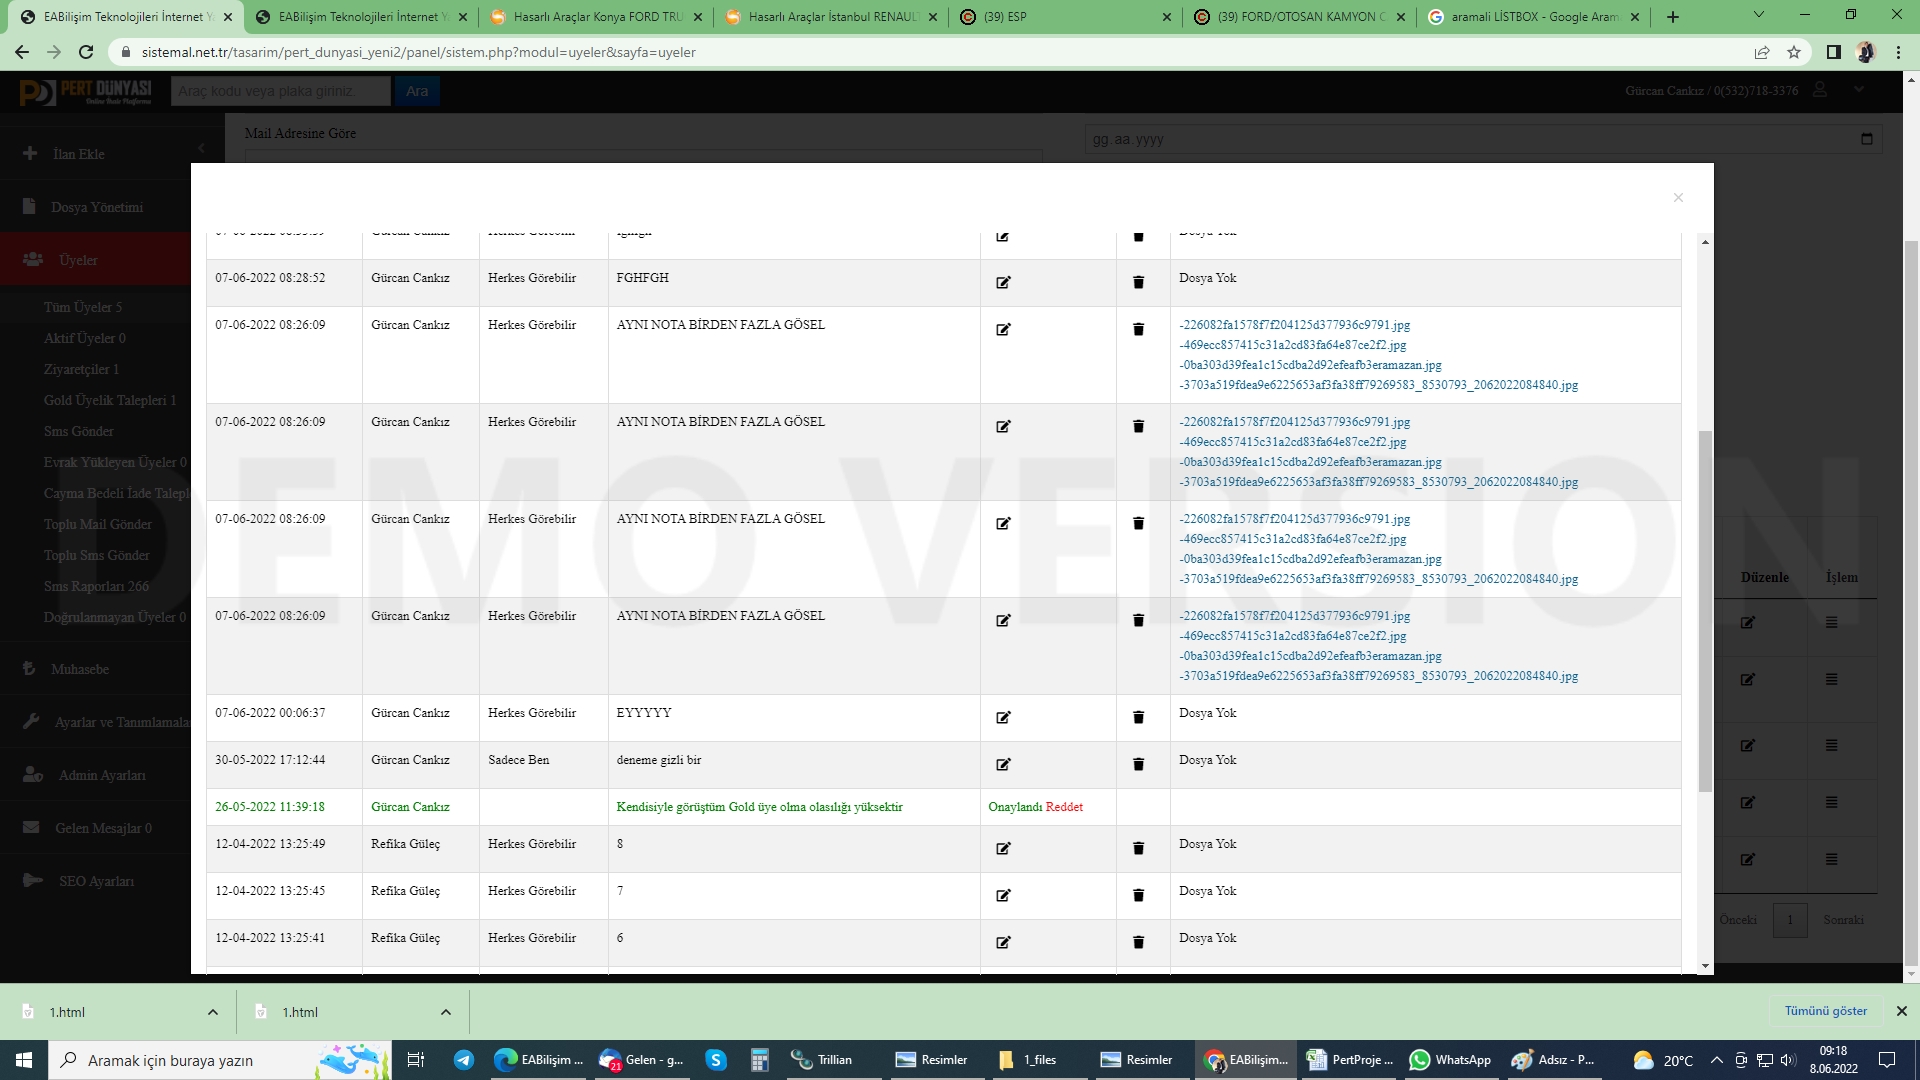 EABilişim Teknolojileri İnternet Ya
EABilişim Teknolojileri İnternet Ya
Hasarlı Araçlar Konya FORD TRU
Hasarlı Araçlar İstanbul RENAULT
(39) ESP
(39) FORD/OTOSAN KAMYON C
aramali LİSTBOX - Google Aram
sistemal.net.tr/tasarim/pert_dunyasi_yeni2/panel/sistem.php?modul=uyeler&sayfa=uyeler
PD PERT DÜNYASI
Online İhale Platformu
Araç kodu veya plaka giriniz.
Ara
Gürcan Cankız / 0(532)718-3376
İlan Ekle
Dosya Yönetimi
Üyeler
Tüm Üyeler 5
Aktif Üyeler 0
Ziyaretçiler 1
Gold Üyelik Talepleri 1
Sms Gönder
Evrak Yükleyen Üyeler 0
Cayma Bedeli İade Talepl
Toplu Mail Gönder
Toplu Sms Gönder
Sms Raporları 266
Doğrulanmayan Üyeler 0
Muhasebe
Ayarlar ve Tanımlamala
Admin Ayarları
Gelen Mesajlar 0
SEO Ayarları
Mail Adresine Göre
gg.aa.yyyy
×
Gürcan Cankız Herkes Görebilir Dosya Yok
07-06-2022 08:28:52 Gürcan Cankız Herkes Görebilir FGHFGH Dosya Yok
07-06-2022 08:26:09 Gürcan Cankız Herkes Görebilir AYNI NOTA BİRDEN FAZLA GÖSEL -226082fa1578f7f204125d377936c9791.jpg
-469ecc857415c31a2cd83fa64e87ce2f2.jpg
-0ba303d39fea1c15cdba2d92efeafb3eramazan.jpg
-3703a519fdea9e6225653af3fa38ff79269583_8530793_2062022084840.jpg
07-06-2022 08:26:09 Gürcan Cankız Herkes Görebilir AYNI NOTA BİRDEN FAZLA GÖSEL -226082fa1578f7f204125d377936c9791.jpg
-469ecc857415c31a2cd83fa64e87ce2f2.jpg
-0ba303d39fea1c15cdba2d92efeafb3eramazan.jpg
-3703a519fdea9e6225653af3fa38ff79269583_8530793_2062022084840.jpg
07-06-2022 08:26:09 Gürcan Cankız Herkes Görebilir AYNI NOTA BİRDEN FAZLA GÖSEL -226082fa1578f7f204125d377936c9791.jpg
-469ecc857415c31a2cd83fa64e87ce2f2.jpg
-0ba303d39fea1c15cdba2d92efeafb3eramazan.jpg
-3703a519fdea9e6225653af3fa38ff79269583_8530793_2062022084840.jpg
07-06-2022 08:26:09 Gürcan Cankız Herkes Görebilir AYNI NOTA BİRDEN FAZLA GÖSEL -226082fa1578f7f204125d377936c9791.jpg
-469ecc857415c31a2cd83fa64e87ce2f2.jpg
-0ba303d39fea1c15cdba2d92efeafb3eramazan.jpg
-3703a519fdea9e6225653af3fa38ff79269583_8530793_2062022084840.jpg
07-06-2022 00:06:37 Gürcan Cankız Herkes Görebilir EYYYYY Dosya Yok
30-05-2022 17:12:44 Gürcan Cankız Sadece Ben deneme gizli bir Dosya Yok
26-05-2022 11:39:18 Gürcan Cankız Kendisiyle görüştüm Gold üye olma olasılığı yüksektir Onaylandı Reddet
12-04-2022 13:25:49 Refika Güleç Herkes Görebilir 8 Dosya Yok
12-04-2022 13:25:45 Refika Güleç Herkes Görebilir 7 Dosya Yok
12-04-2022 13:25:41 Refika Güleç Herkes Görebilir 6 Dosya Yok
DEMO VERSION
Düzenle İşlem
Önceki 1 Sonraki
1.html
1.html
Tümünü göster
Aramak için buraya yazın
EABilişim ...
21
Gelen - g...
Trillian
Resimler
1_files
Resimler
EABilişim...
PertProje ...
WhatsApp
Adsız - P...
20°C
09:18
8.06.2022